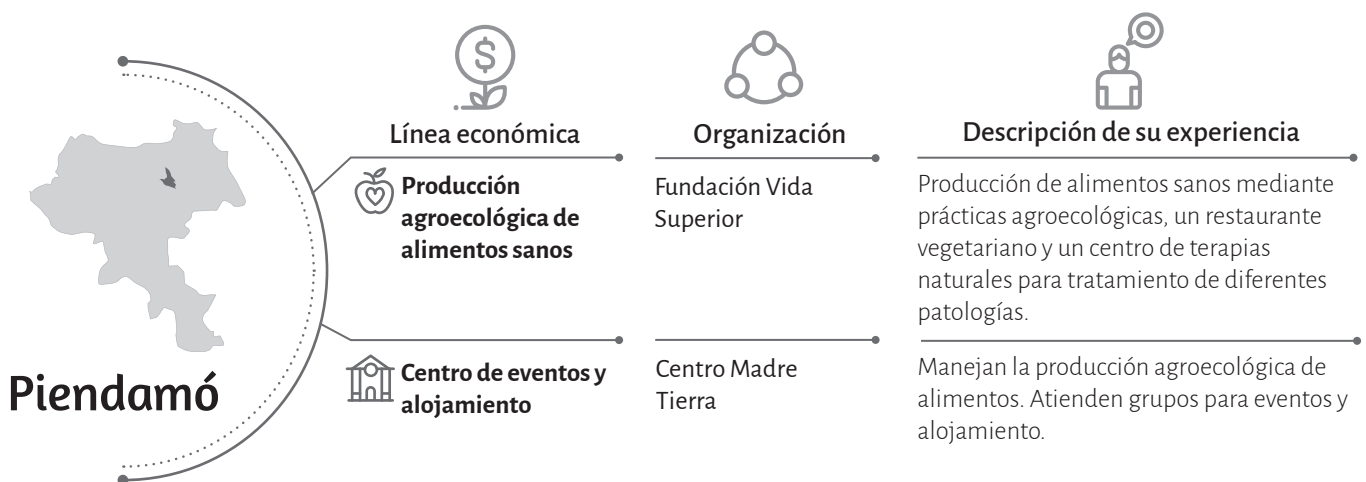 Línea económica
Organización
Descripción de su experiencia
Producción
agroecológica de
alimentos sanos
Fundación Vida
Superior
Producción de alimentos sanos mediante
prácticas agroecológicas, un restaurante
vegetariano y un centro de terapias
naturales para tratamiento de diferentes
patologías.
Piendamó
Centro de eventos y
alojamiento
Centro Madre
Tierra
Manejan la producción agroecológica de
alimentos. Atienden grupos para eventos y
alojamiento.